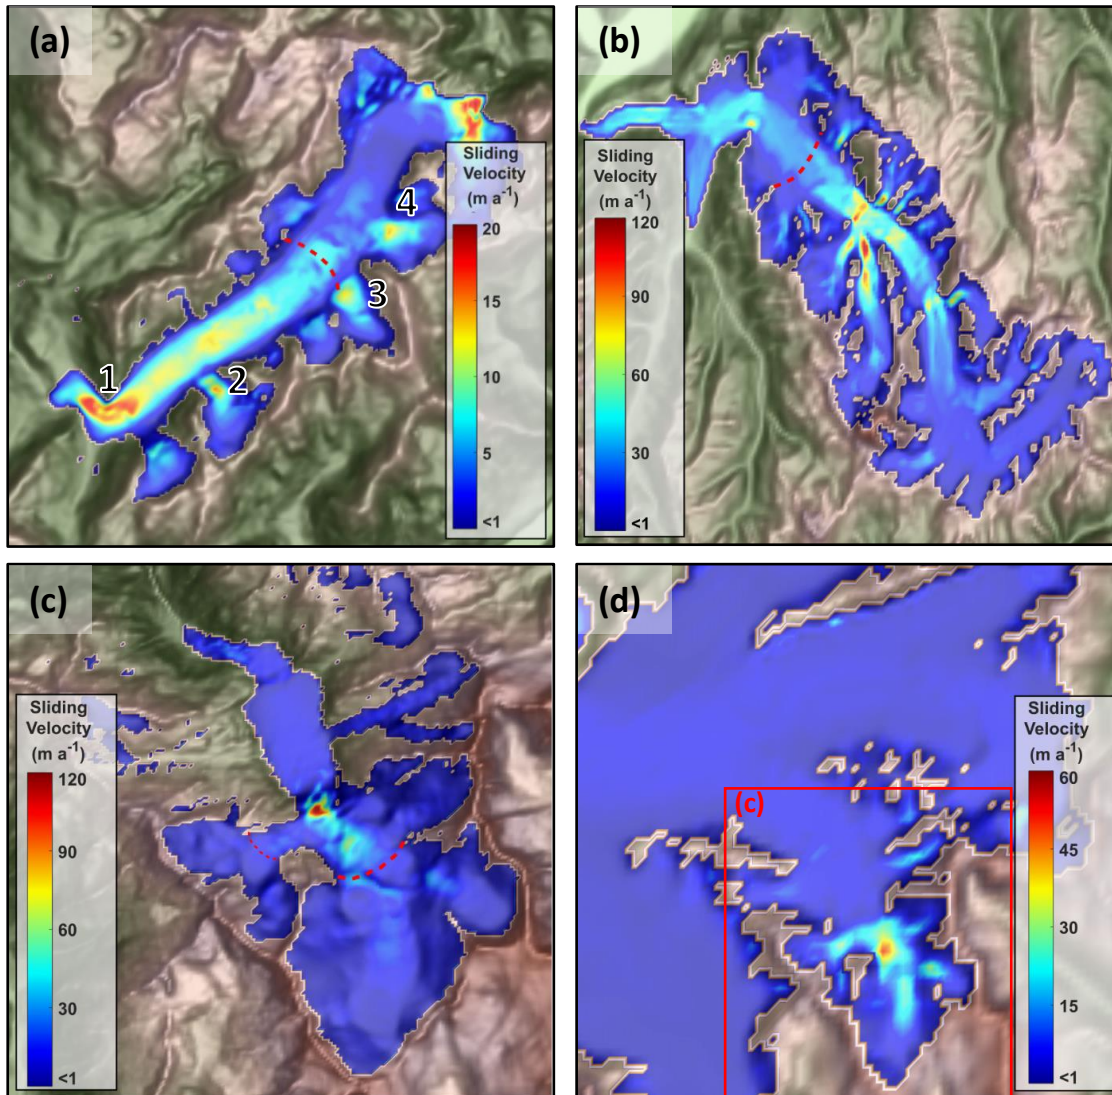 (a)
4
3
2
1
Sliding
Velocity
(m a⁻¹)
20
15
10
5
<1
(b)
Sliding
Velocity
(m a⁻¹)
120
90
60
30
<1
(c)
Sliding
Velocity
(m a⁻¹)
120
90
60
30
<1
(d)
(c)
Sliding
Velocity
(m a⁻¹)
60
45
30
15
<1